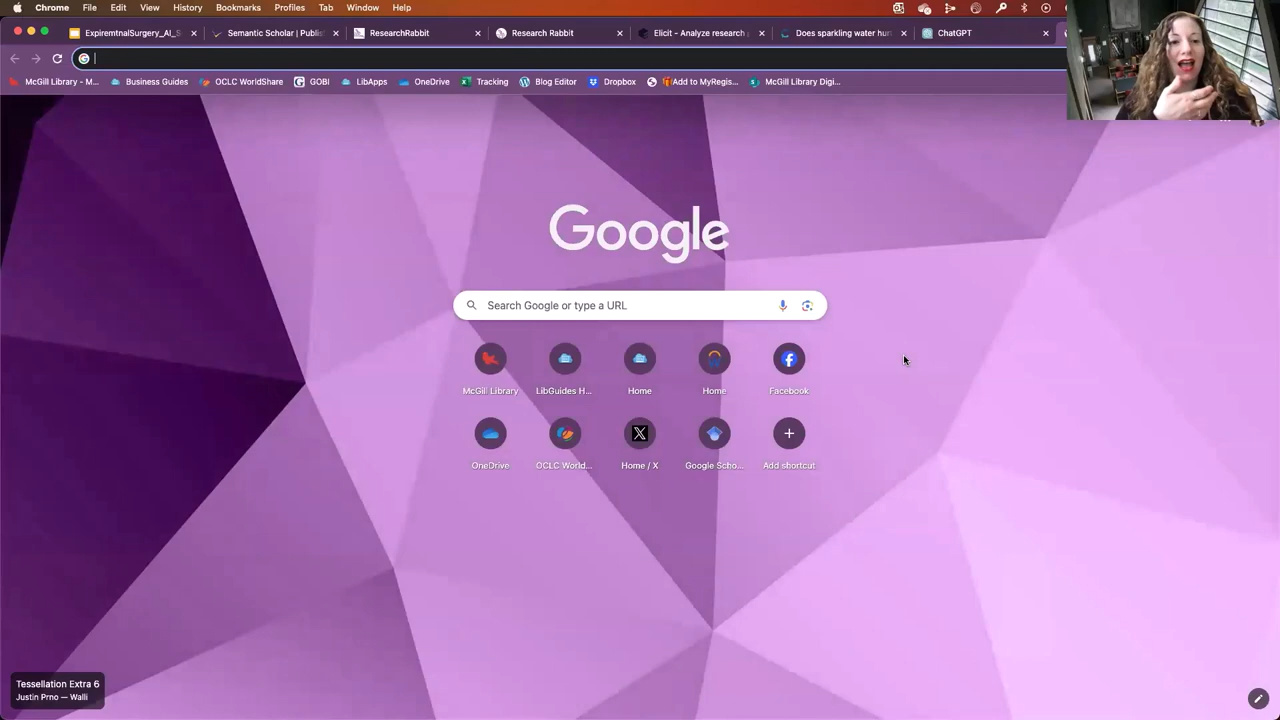 Chrome File Edit View History Bookmarks Profiles Tab Window Help
ExpiremtnalSurgery_AI_S Semantic Scholar | Publis ResearchRabbit Research Rabbit Elicit - Analyze research Does sparkling water hur ChatGPT
McGill Library - M... Business Guides OCLC WorldShare GOBI LibApps OneDrive Tracking Blog Editor Dropbox Add to MyRegis... McGill Library Digi...
Google
Search Google or type a URL
McGill Library LibGuides H... Home Home Facebook
OneDrive OCLC World... Home / X Google Scho... Add shortcut
Tessellation Extra 6
Justin Prno — Walli